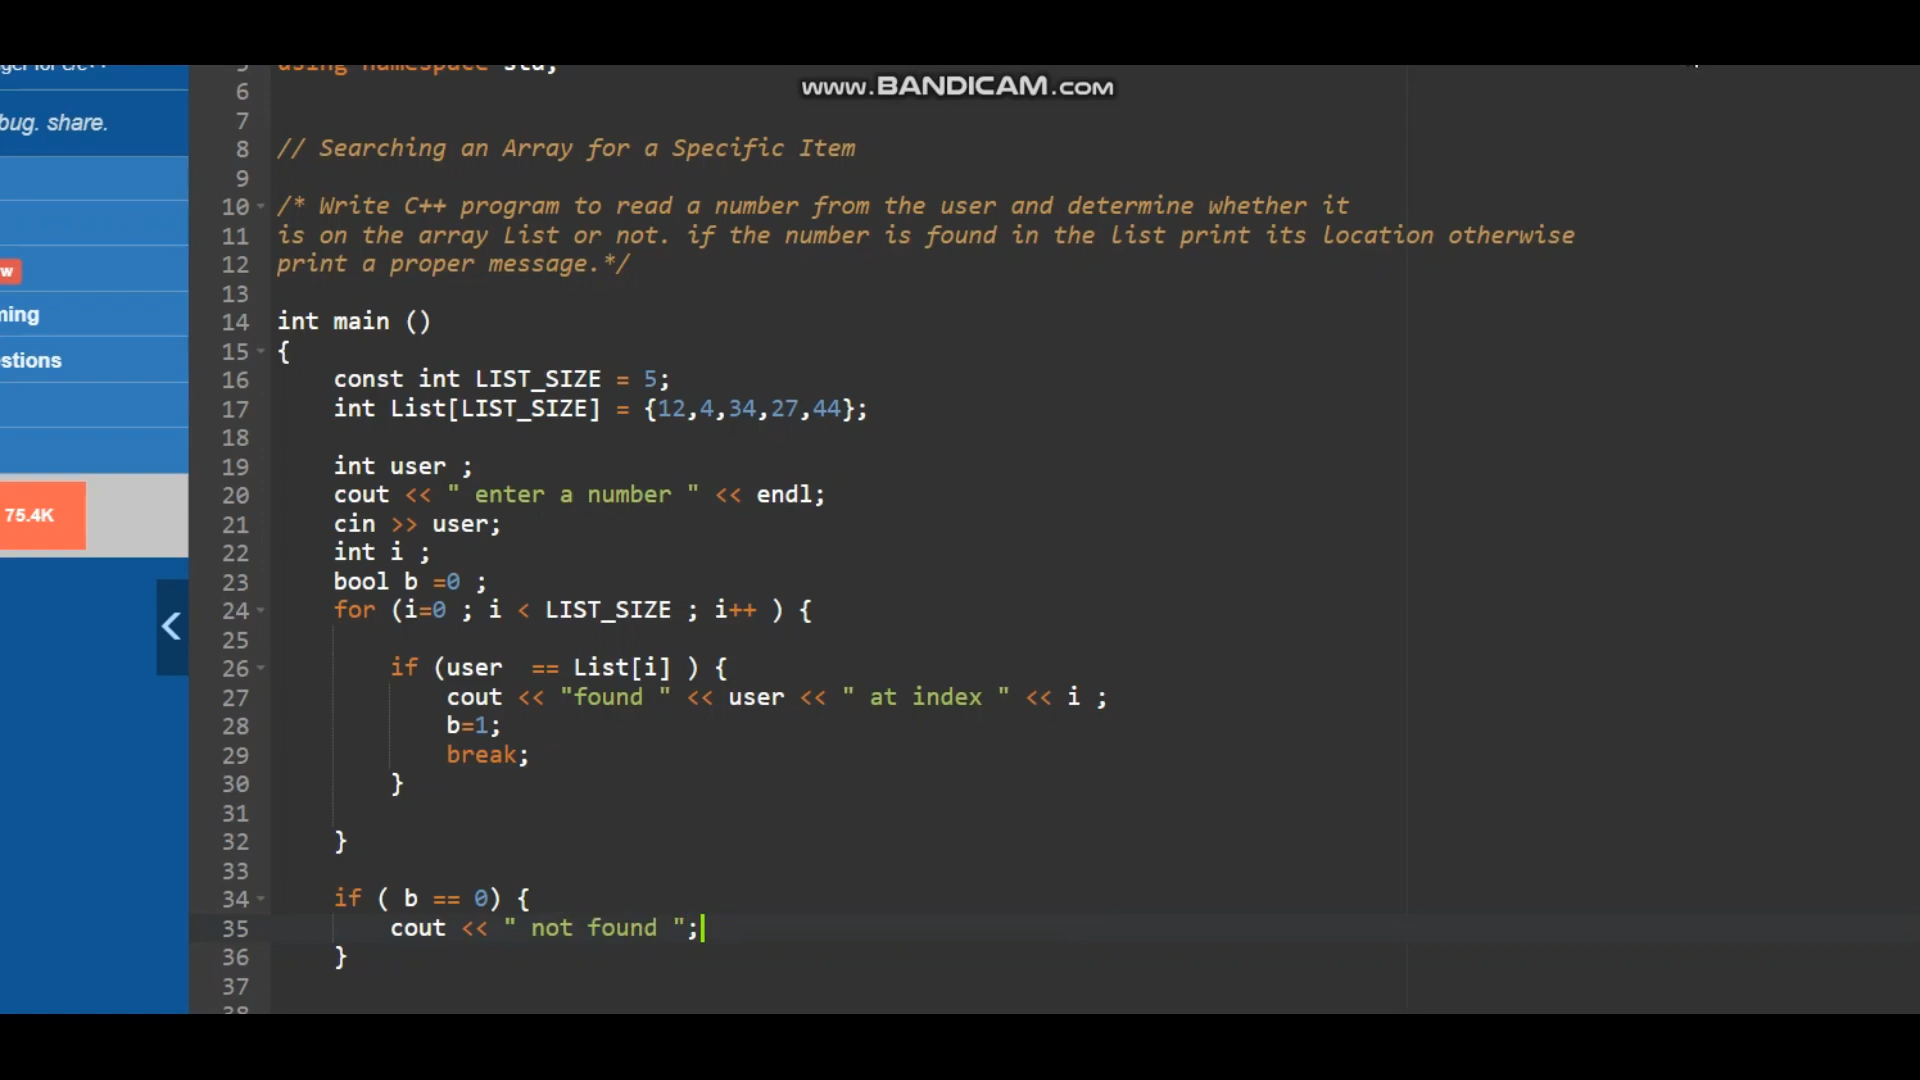 using namespace std;
www.BANDICAM.com
6
bug. share.
7
8 // Searching an Array for a Specific Item
9
10 /* Write C++ program to read a number from the user and determine whether it
11 is on the array List or not. if the number is found in the list print its location otherwise
12 print a proper message.*/
w
13
ming
14 int main ()
15 {
stions
16 const int LIST_SIZE = 5;
17 int List[LIST_SIZE] = {12,4,34,27,44};
18
19 int user ;
20 cout << " enter a number " << endl;
75.4K
21 cin >> user;
22 int i ;
23 bool b =0 ;
24 for (i=0 ; i < LIST_SIZE ; i++ ) {
25
26 if (user  == List[i] ) {
27 cout << "found " << user << " at index " << i ;
28 b=1;
29 break;
30 }
31
32 }
33
34 if ( b == 0) {
35 cout << " not found ";
36 }
37
38